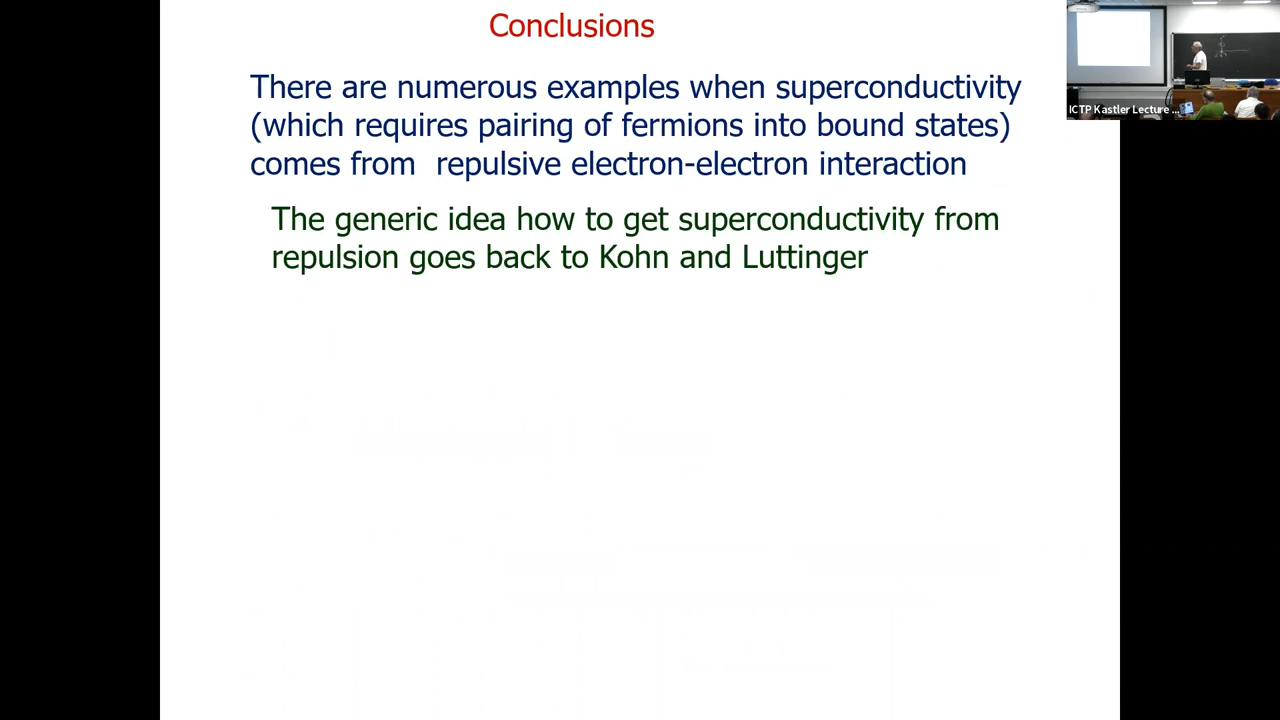 Conclusions
There are numerous examples when superconductivity
(which requires pairing of fermions into bound states)
comes from repulsive electron-electron interaction
The generic idea how to get superconductivity from
repulsion goes back to Kohn and Luttinger
ICTP Kastler Lecture ...